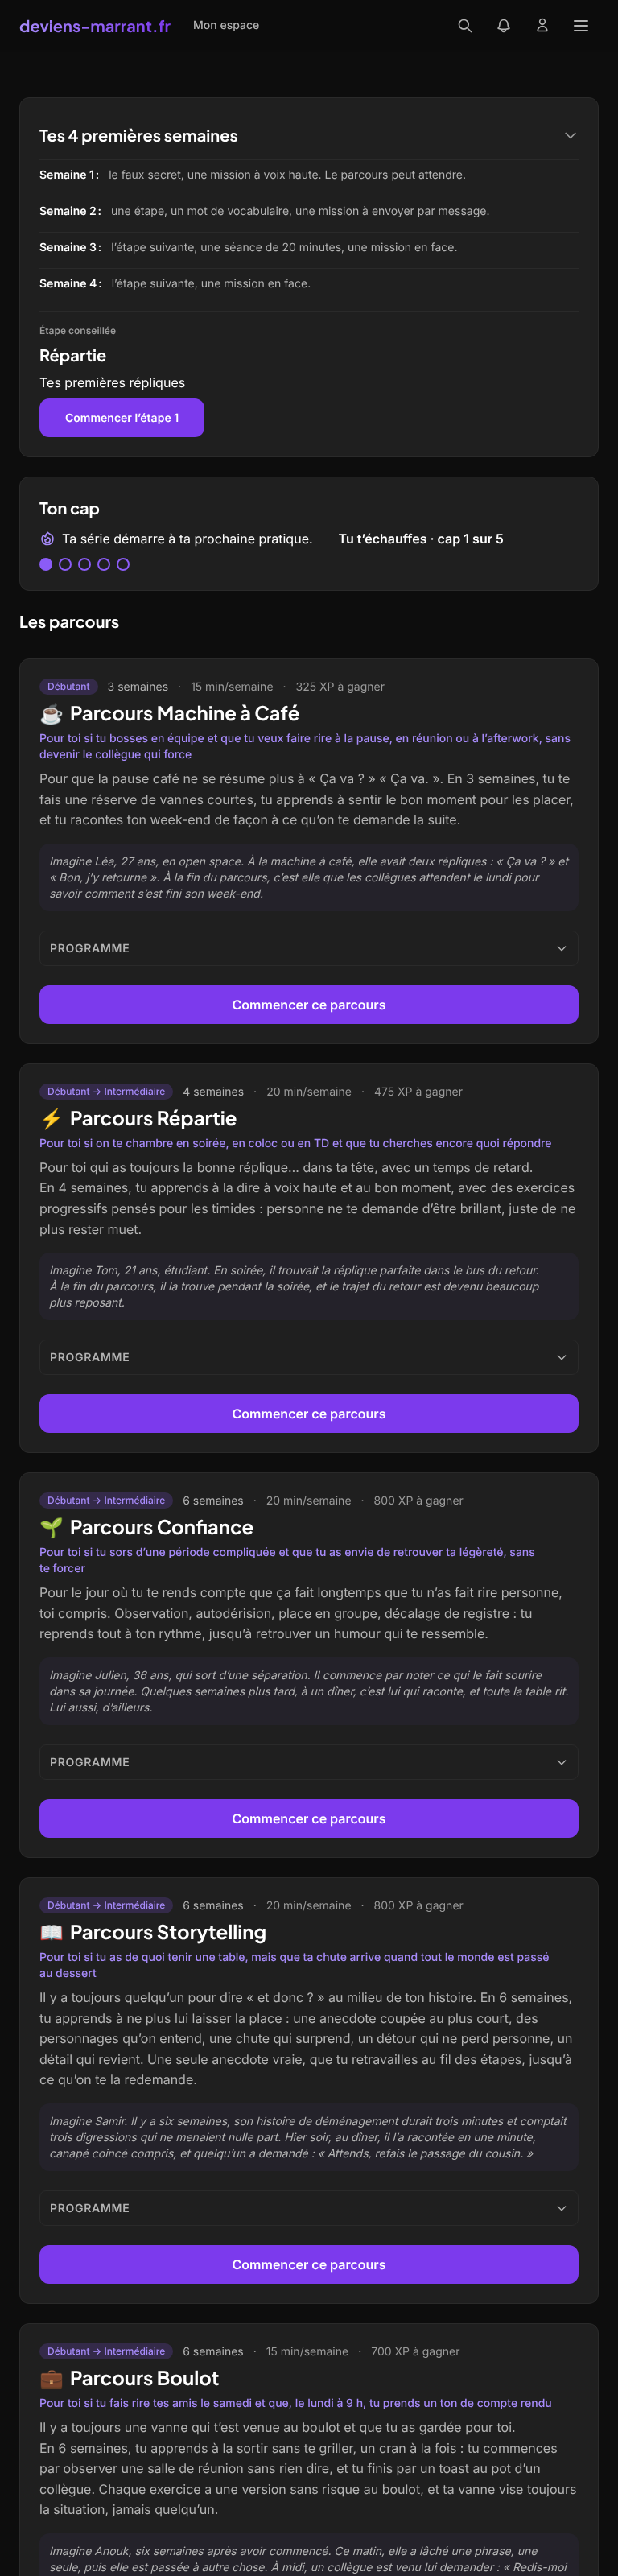 deviens-marrant.fr
Mon espace
Tes 4 premières semaines
Semaine 1 : le faux secret, une mission à voix haute. Le parcours peut attendre.
Semaine 2 : une étape, un mot de vocabulaire, une mission à envoyer par message.
Semaine 3 : l’étape suivante, une séance de 20 minutes, une mission en face.
Semaine 4 : l’étape suivante, une mission en face.
Étape conseillée
Répartie
Tes premières répliques
Commencer l’étape 1
Ton cap
Ta série démarre à ta prochaine pratique. Tu t’échauffes · cap 1 sur 5
Les parcours
Débutant 3 semaines · 15 min/semaine · 325 XP à gagner
Parcours Machine à Café
Pour toi si tu bosses en équipe et que tu veux faire rire à la pause, en réunion ou à l’afterwork, sans
devenir le collègue qui force
Pour que la pause café ne se résume plus à « Ça va ? » « Ça va. ». En 3 semaines, tu te
fais une réserve de vannes courtes, tu apprends à sentir le bon moment pour les placer,
et tu racontes ton week-end de façon à ce qu’on te demande la suite.
Imagine Léa, 27 ans, en open space. À la machine à café, elle avait deux répliques : « Ça va ? » et
« Bon, j’y retourne ». À la fin du parcours, c’est elle que les collègues attendent le lundi pour
savoir comment s’est fini son week-end.
PROGRAMME
Commencer ce parcours
Débutant → Intermédiaire 4 semaines · 20 min/semaine · 475 XP à gagner
Parcours Répartie
Pour toi si on te chambre en soirée, en coloc ou en TD et que tu cherches encore quoi répondre
Pour toi qui as toujours la bonne réplique… dans ta tête, avec un temps de retard.
En 4 semaines, tu apprends à la dire à voix haute et au bon moment, avec des exercices
progressifs pensés pour les timides : personne ne te demande d’être brillant, juste de ne
plus rester muet.
Imagine Tom, 21 ans, étudiant. En soirée, il trouvait la réplique parfaite dans le bus du retour.
À la fin du parcours, il la trouve pendant la soirée, et le trajet du retour est devenu beaucoup
plus reposant.
PROGRAMME
Commencer ce parcours
Débutant → Intermédiaire 6 semaines · 20 min/semaine · 800 XP à gagner
Parcours Confiance
Pour toi si tu sors d’une période compliquée et que tu as envie de retrouver ta légèreté, sans
te forcer
Pour le jour où tu te rends compte que ça fait longtemps que tu n’as fait rire personne,
toi compris. Observation, autodérision, place en groupe, décalage de registre : tu
reprends tout à ton rythme, jusqu’à retrouver un humour qui te ressemble.
Imagine Julien, 36 ans, qui sort d’une séparation. Il commence par noter ce qui le fait sourire
dans sa journée. Quelques semaines plus tard, à un dîner, c’est lui qui raconte, et toute la table rit.
Lui aussi, d’ailleurs.
PROGRAMME
Commencer ce parcours
Débutant → Intermédiaire 6 semaines · 20 min/semaine · 800 XP à gagner
Parcours Storytelling
Pour toi si tu as de quoi tenir une table, mais que ta chute arrive quand tout le monde est passé
au dessert
Il y a toujours quelqu’un pour dire « et donc ? » au milieu de ton histoire. En 6 semaines,
tu apprends à ne plus lui laisser la place : une anecdote coupée au plus court, des
personnages qu’on entend, une chute qui surprend, un détour qui ne perd personne, un
détail qui revient. Une seule anecdote vraie, que tu retravailles au fil des étapes, jusqu’à
ce qu’on te la redemande.
Imagine Samir. Il y a six semaines, son histoire de déménagement durait trois minutes et comptait
trois digressions qui ne menaient nulle part. Hier soir, au dîner, il l’a racontée en une minute,
canapé coincé compris, et quelqu’un a demandé : « Attends, refais le passage du cousin. »
PROGRAMME
Commencer ce parcours
Débutant → Intermédiaire 6 semaines · 15 min/semaine · 700 XP à gagner
Parcours Boulot
Pour toi si tu fais rire tes amis le samedi et que, le lundi à 9 h, tu prends un ton de compte rendu
Il y a toujours une vanne qui t’est venue au boulot et que tu as gardée pour toi.
En 6 semaines, tu apprends à la sortir sans te griller, un cran à la fois : tu commences
par observer une salle de réunion sans rien dire, et tu finis par un toast au pot d’un
collègue. Chaque exercice a une version sans risque au boulot, et ta vanne vise toujours
la situation, jamais quelqu’un.
Imagine Anouk, six semaines après avoir commencé. Ce matin, elle a lâché une phrase, une
seule, puis elle est passée à autre chose. À midi, un collègue est venu lui demander : « Redis-moi